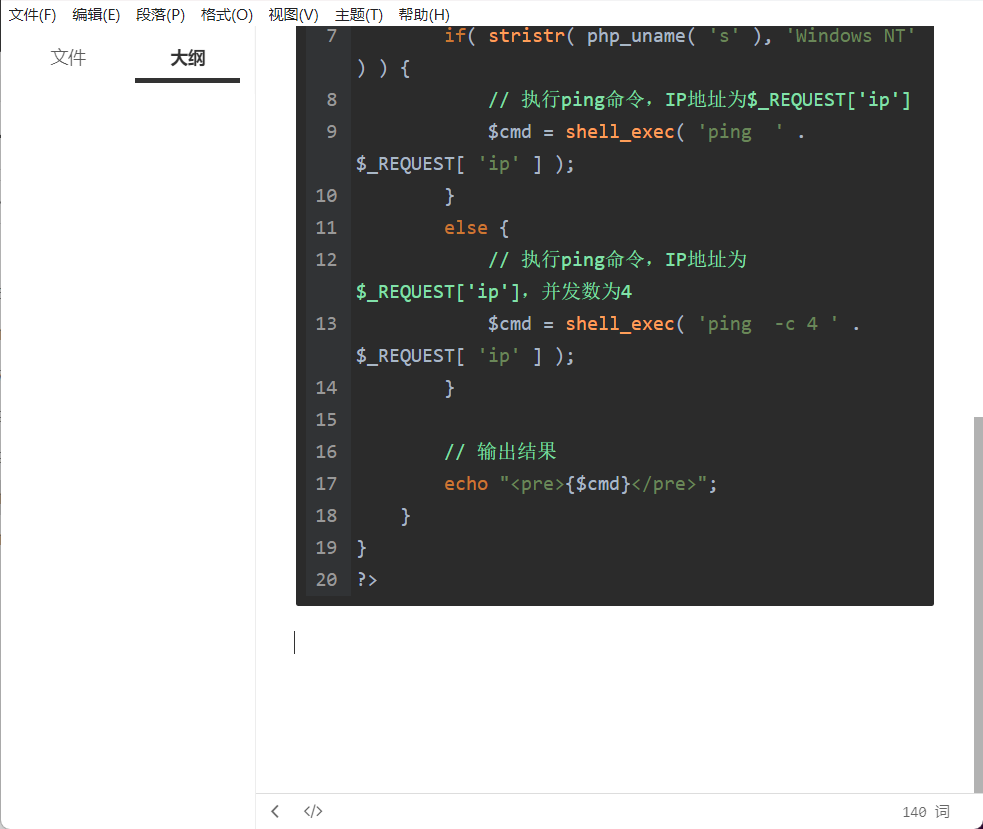 文件(F) 编辑(E) 段落(P) 格式(O) 视图(V) 主题(T) 帮助(H)
文件 大纲
7 if( stristr( php_uname( 's' ), 'Windows NT'
) ) {
8 // 执行ping命令，IP地址为$_REQUEST['ip']
9 $cmd = shell_exec( 'ping  ' .
$_REQUEST[ 'ip' ] );
10 }
11 else {
12 // 执行ping命令，IP地址为
$_REQUEST['ip']，并发数为4
13 $cmd = shell_exec( 'ping  -c 4 ' .
$_REQUEST[ 'ip' ] );
14 }
15
16 // 输出结果
17 echo "<pre>{$cmd}</pre>";
18 }
19 }
20 ?>
</> 140 词